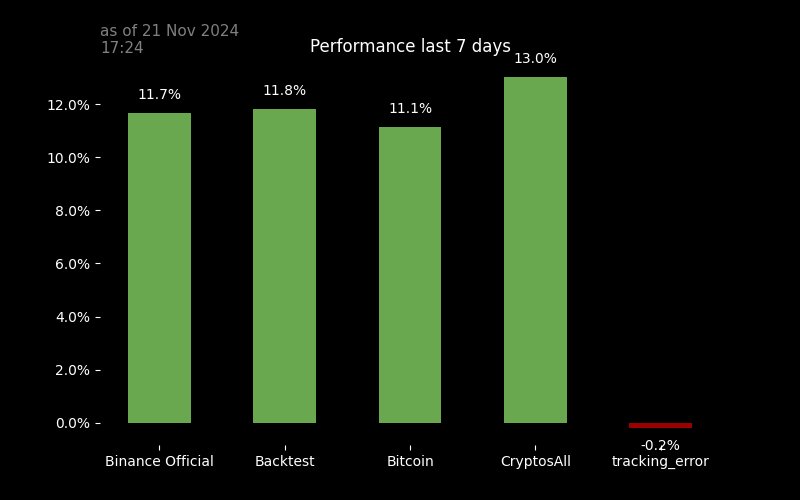 as of 21 Nov 2024
17:24
Performance last 7 days
13.0%
11.7%
11.8%
11.1%
12.0%
10.0%
8.0%
6.0%
4.0%
2.0%
0.0%
-0.2%
Binance Official
Backtest
Bitcoin
CryptosAll
tracking_error